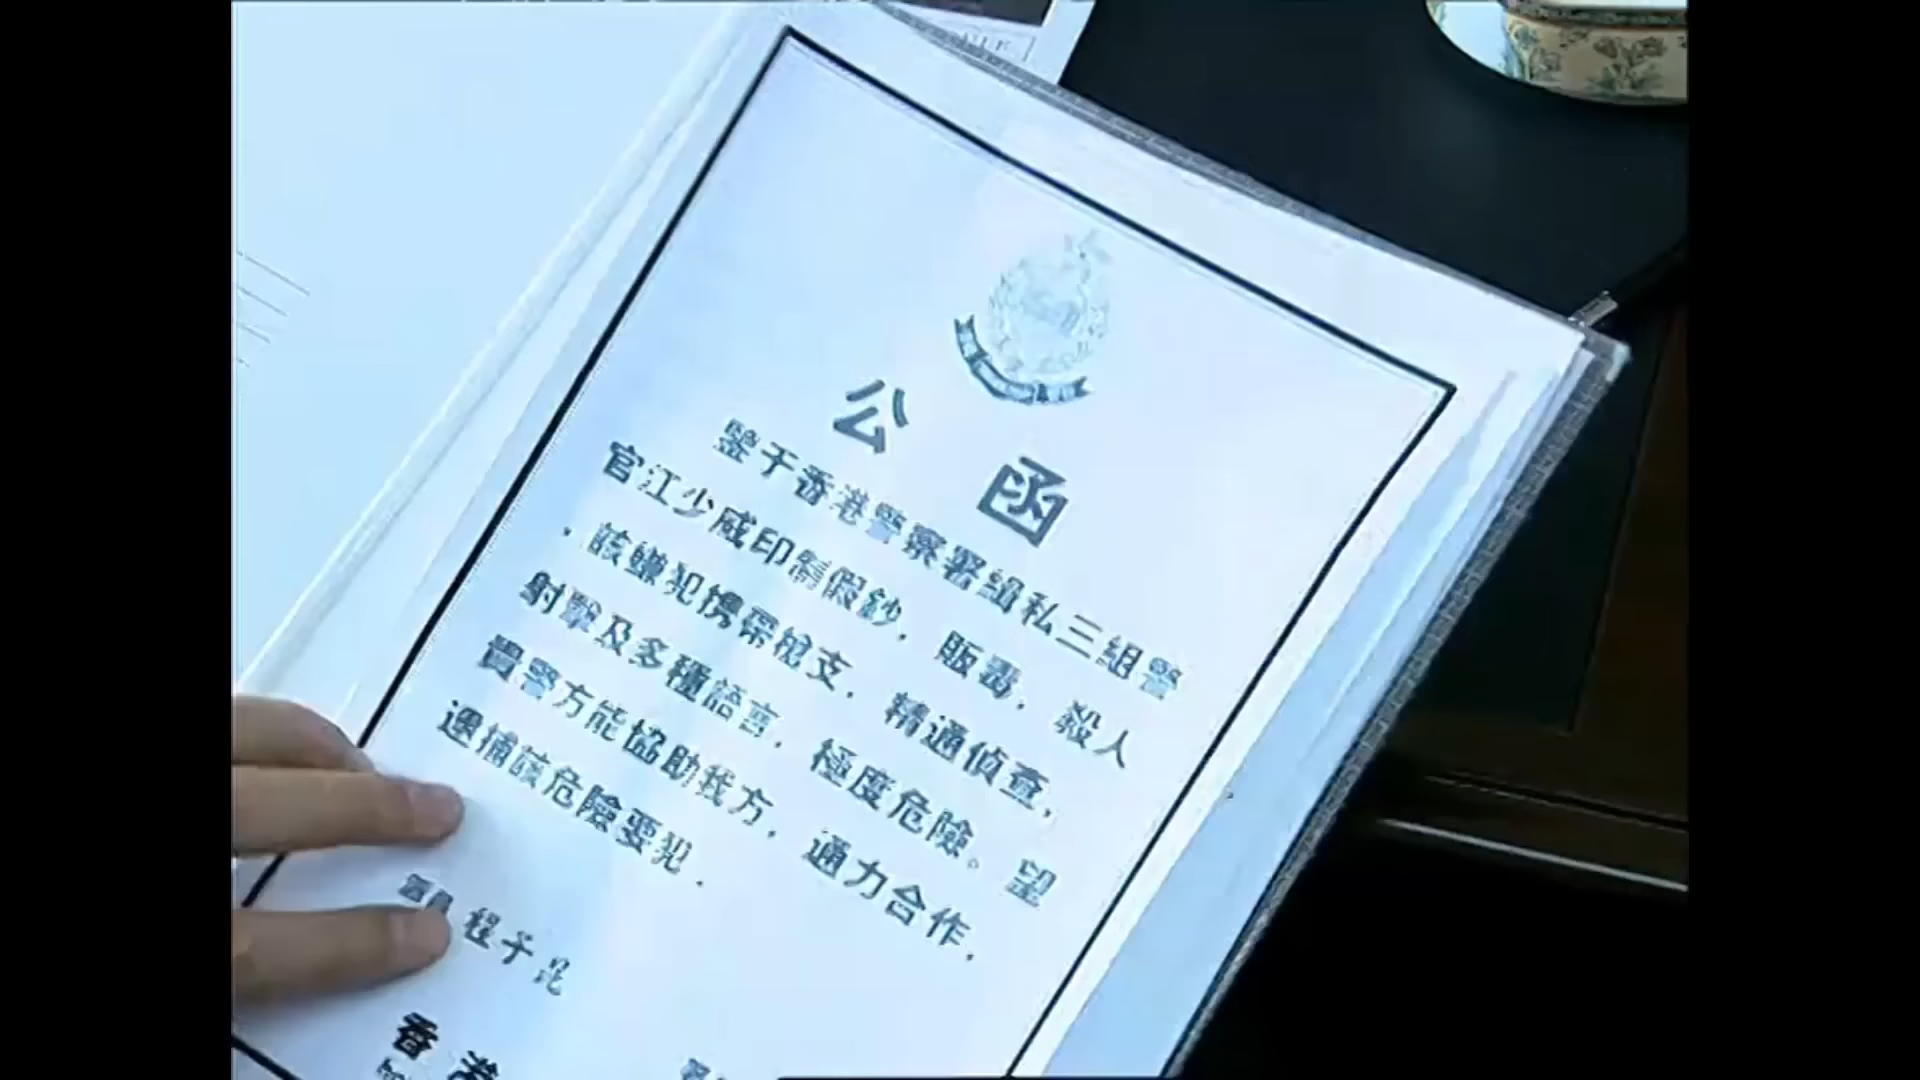 公 函
鑒于香港警察署緝私三組警
官江少威印制假鈔，販毒，殺人
，該嫌犯携帶槍支，精通偵查，
射擊及多種語言，極度危險。望
貴警方能協助我方，通力合作，
逮捕該危險要犯．
程于昆
香港